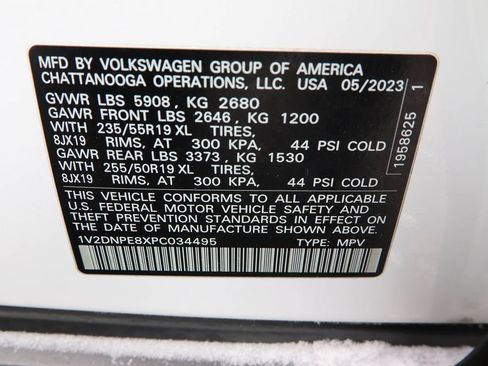 MFD BY VOLKSWAGEN GROUP OF AMERICA
CHATTANOOGA OPERATIONS, LLC. USA 05/2023
GVWR LBS 5908 , KG 2680
GAWR FRONT LBS 2646 , KG 1200
WITH 235/55R19 XL TIRES,
8JX19 RIMS, AT 300 KPA, 44 PSI COLD
GAWR REAR LBS 3373 , KG 1530
WITH 255/50R19 XL TIRES,
8JX19 RIMS, AT 300 KPA, 44 PSI COLD
THIS VEHICLE CONFORMS TO ALL APPLICABLE
U.S. FEDERAL MOTOR VEHICLE SAFETY AND
THEFT PREVENTION STANDARDS IN EFFECT ON
THE DATE OF MANUFACTURE SHOWN ABOVE.
1V2DNPE8XPC034495 TYPE: MPV
1958625 1